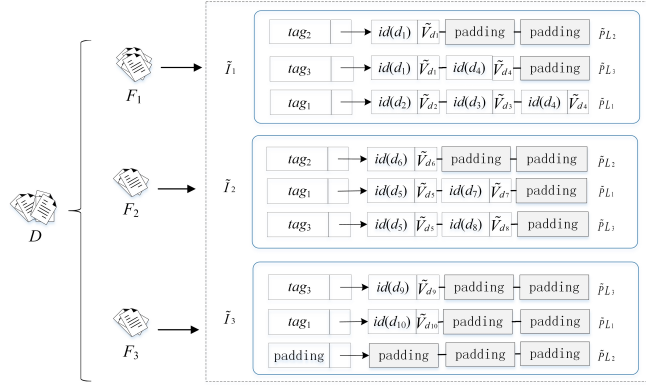 tag₂ id(d₁) Ṽd₁ padding padding p̃L₂
F₁ Ĩ₁ tag₃ id(d₁) Ṽd₁ id(d₄) Ṽd₄ padding p̃L₃
tag₁ id(d₂) Ṽd₂ id(d₃) Ṽd₃ id(d₄) Ṽd₄ p̃L₁
tag₂ id(d₆) Ṽd₆ padding padding p̃L₂
D F₂ Ĩ₂ tag₁ id(d₅) Ṽd₅ id(d₇) Ṽd₇ padding p̃L₁
tag₃ id(d₅) Ṽd₅ id(d₈) Ṽd₈ padding p̃L₃
tag₃ id(d₉) Ṽd₉ padding padding p̃L₃
F₃ Ĩ₃ tag₁ id(d₁₀) Ṽd₁₀ padding padding p̃L₁
padding padding padding padding p̃L₂